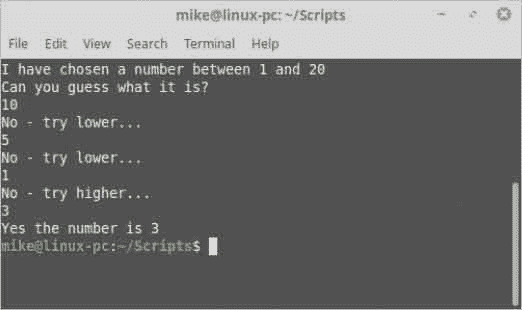 mike@linux-pc: ~/Scripts
File Edit View Search Terminal Help
I have chosen a number between 1 and 20
Can you guess what it is?
10
No - try lower...
5
No - try lower...
1
No - try higher...
3
Yes the number is 3
mike@linux-pc:~/Scripts$